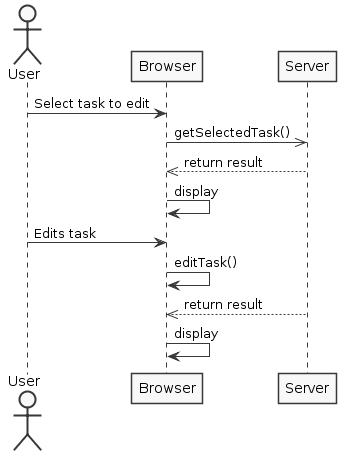 User
Browser
Server
Select task to edit
getSelectedTask()
return result
display
Edits task
editTask()
return result
display
User
Browser
Server